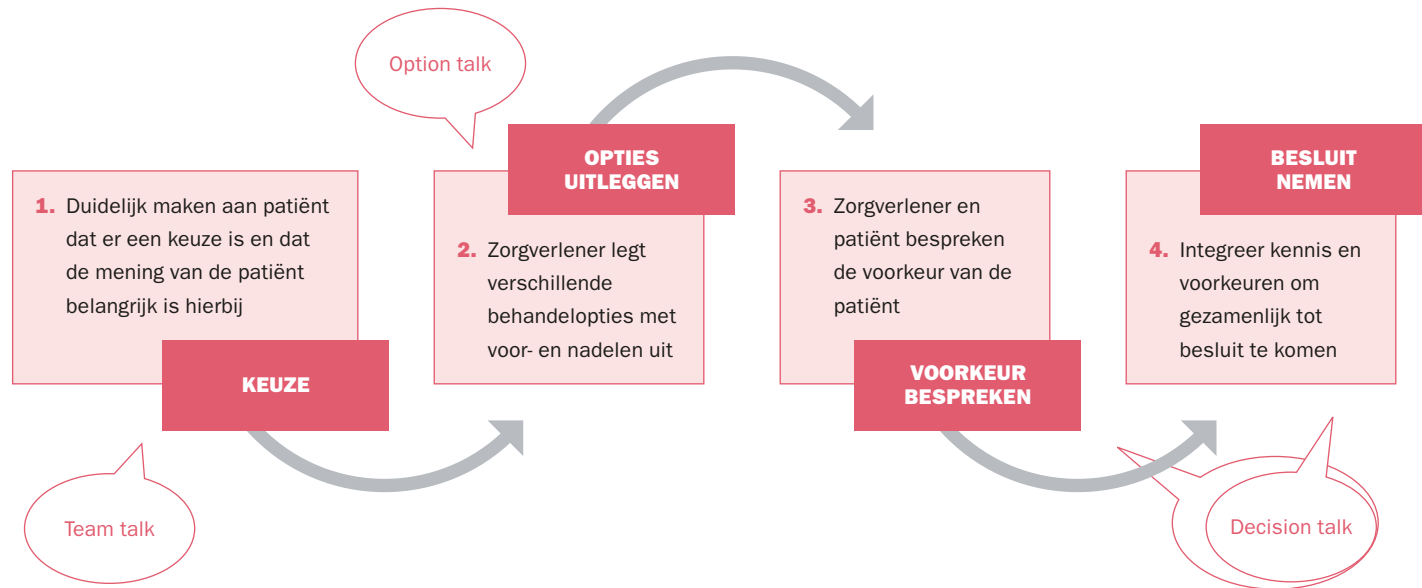 Team talk
1. Duidelijk maken aan patiënt
dat er een keuze is en dat
de mening van de patiënt
belangrijk is hierbij
KEUZE
Option talk
OPTIES
UITLEGGEN
2. Zorgverlener legt
verschillende
behandelopties met
voor- en nadelen uit
3. Zorgverlener en
patiënt bespreken
de voorkeur van de
patiënt
VOORKEUR
BESPREKEN
BESLUIT
NEMEN
4. Integreer kennis en
voorkeuren om
gezamenlijk tot
besluit te komen
Decision talk